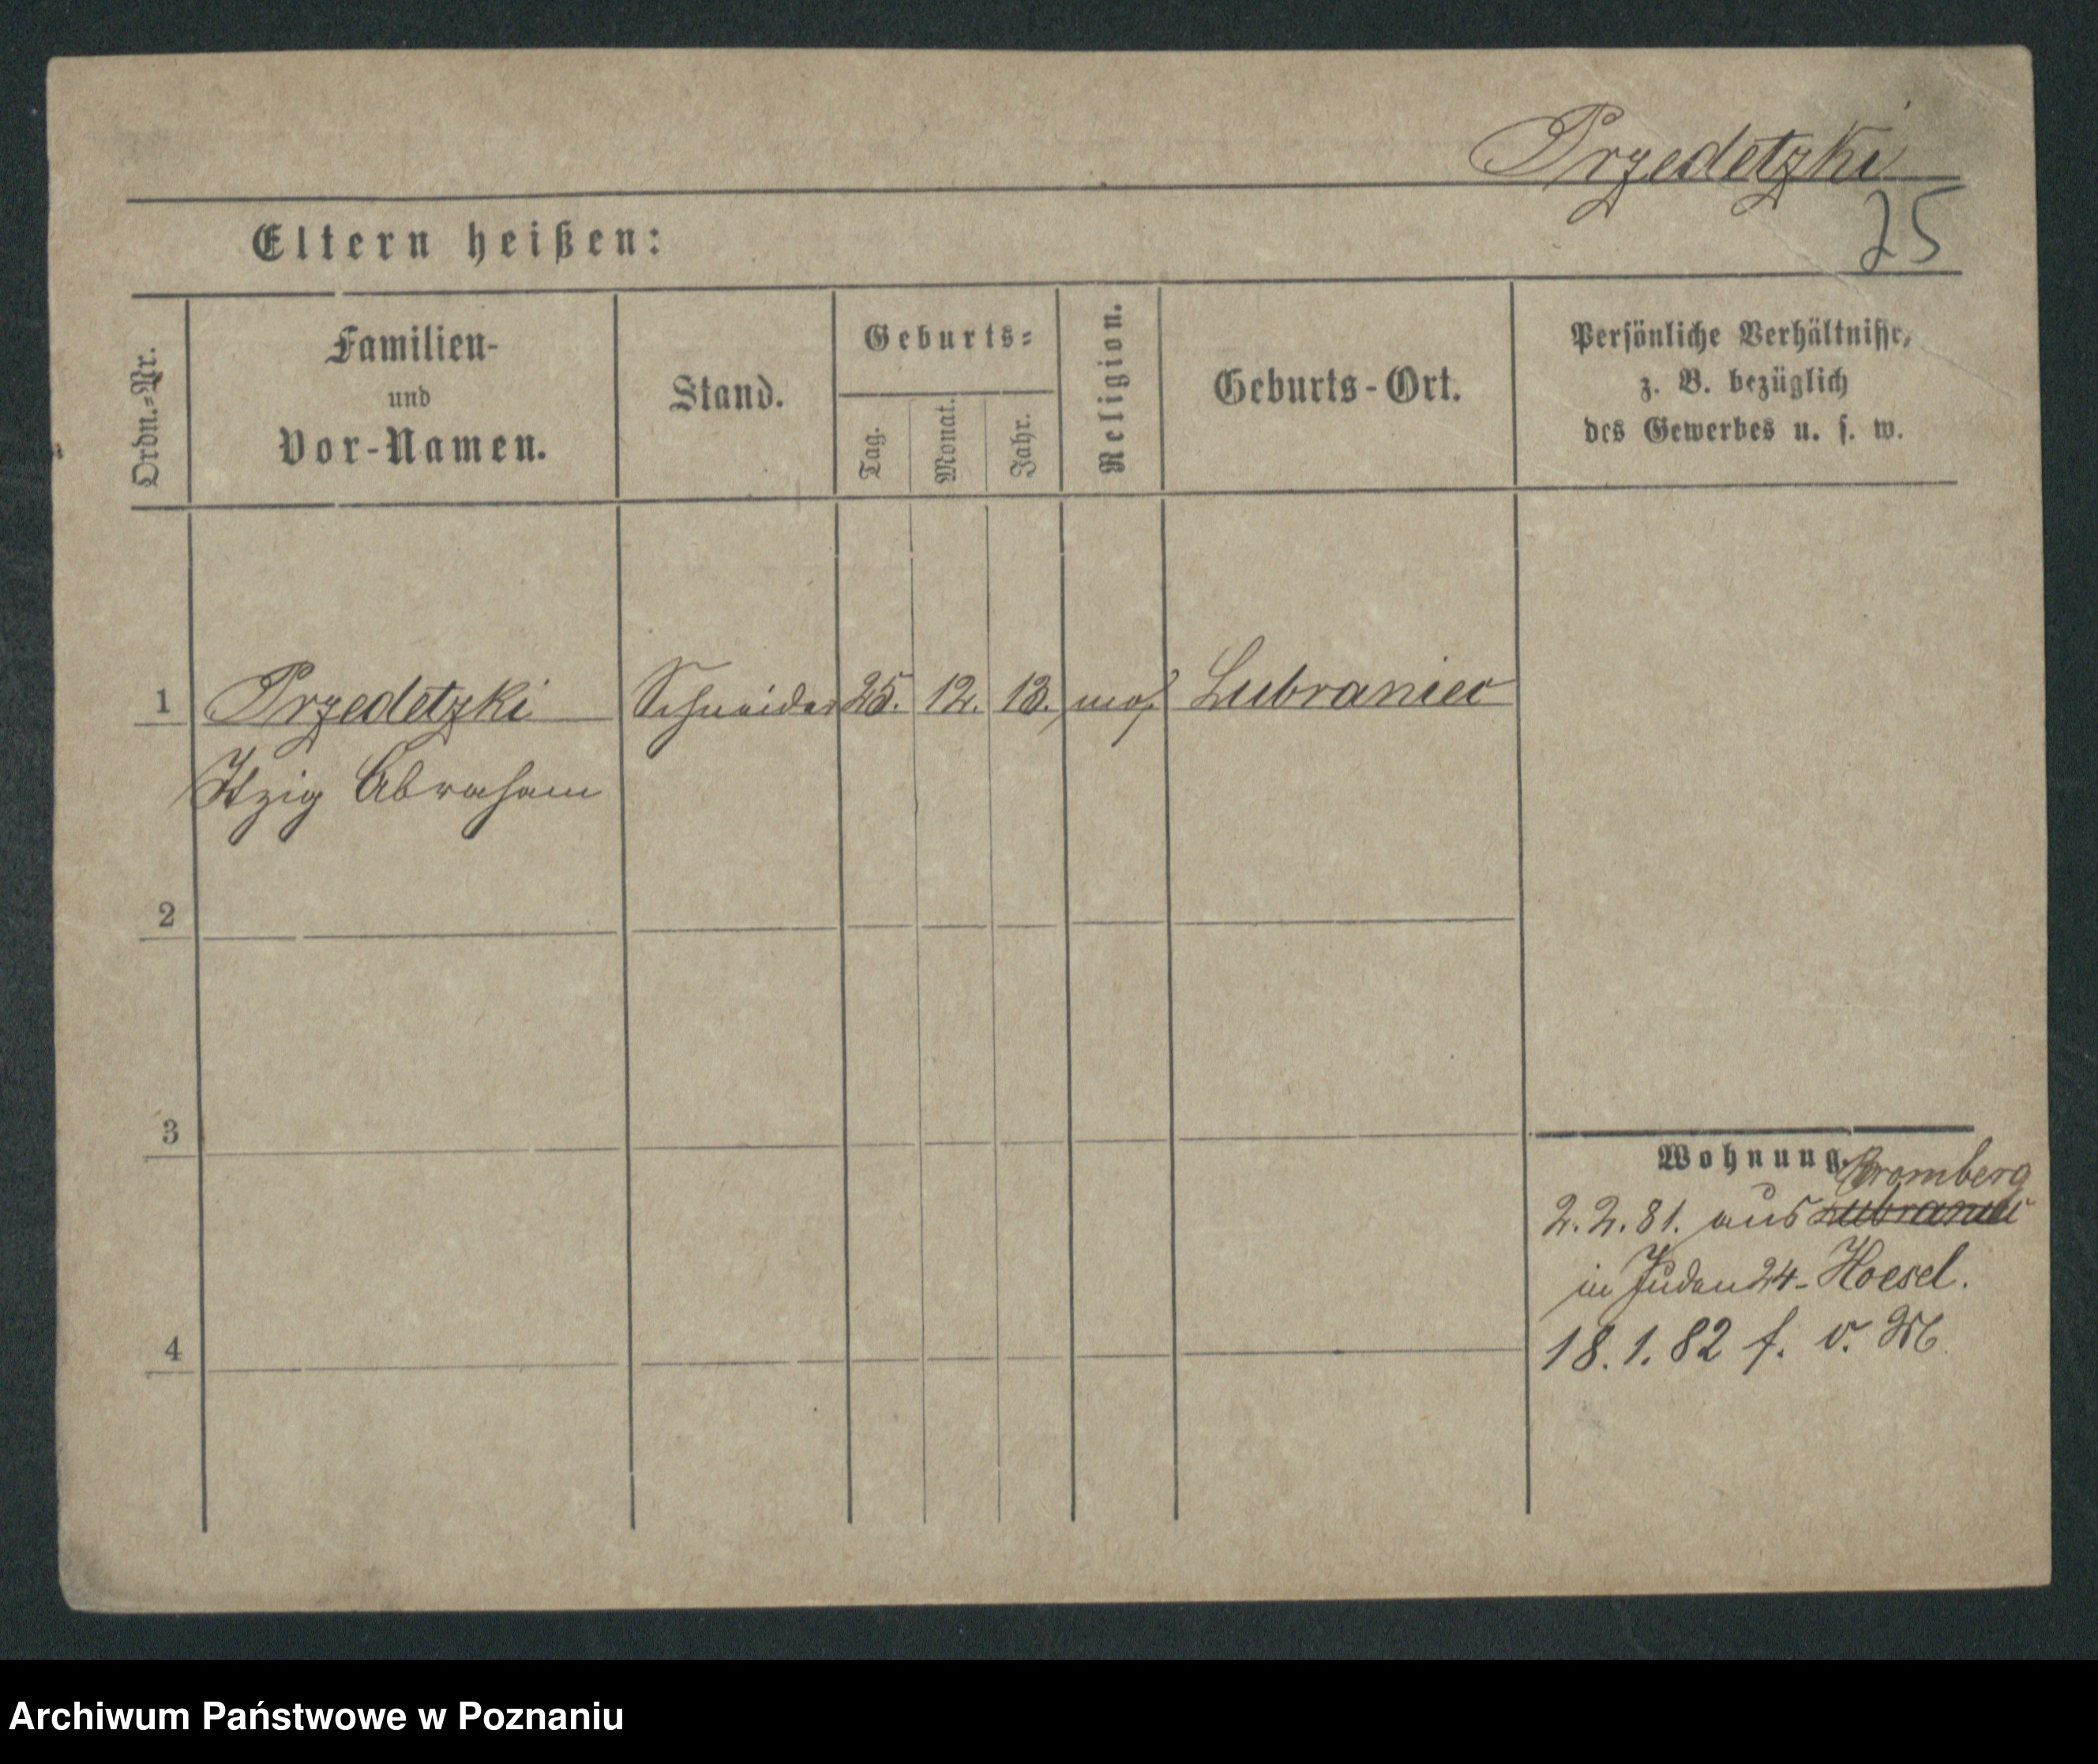 Przedetzki
25
Eltern heißen:
Ordn.-Nr.
Familien-
und
Vor-Namen.
Stand.
Geburts-
Tag.
Monat.
Jahr.
Religion.
Geburts-Ort.
Persönliche Verhältnisse,
z. B. bezüglich
des Gewerbes u. s. w.
1 Przedetzki Schneider 25. 12. 13. mos Lubraniec
Itzig Abraham
2
3
4
Wohnung.
Bromberg
2.2.81. aus Lubraniec
in Juden 24 - Hoesel.
18.1.82 f. v. M
Archiwum Państwowe w Poznaniu